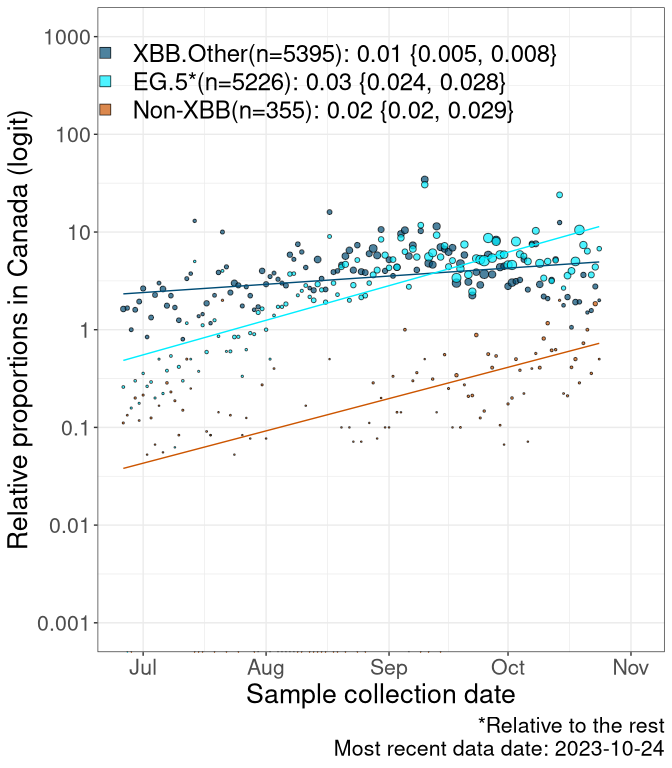 Relative proportions in Canada (logit)
1000
100
10
1
0.1
0.01
0.001
XBB.Other(n=5395): 0.01 {0.005, 0.008}
EG.5*(n=5226): 0.03 {0.024, 0.028}
Non-XBB(n=355): 0.02 {0.02, 0.029}
Jul Aug Sep Oct Nov
Sample collection date
*Relative to the rest
Most recent data date: 2023-10-24